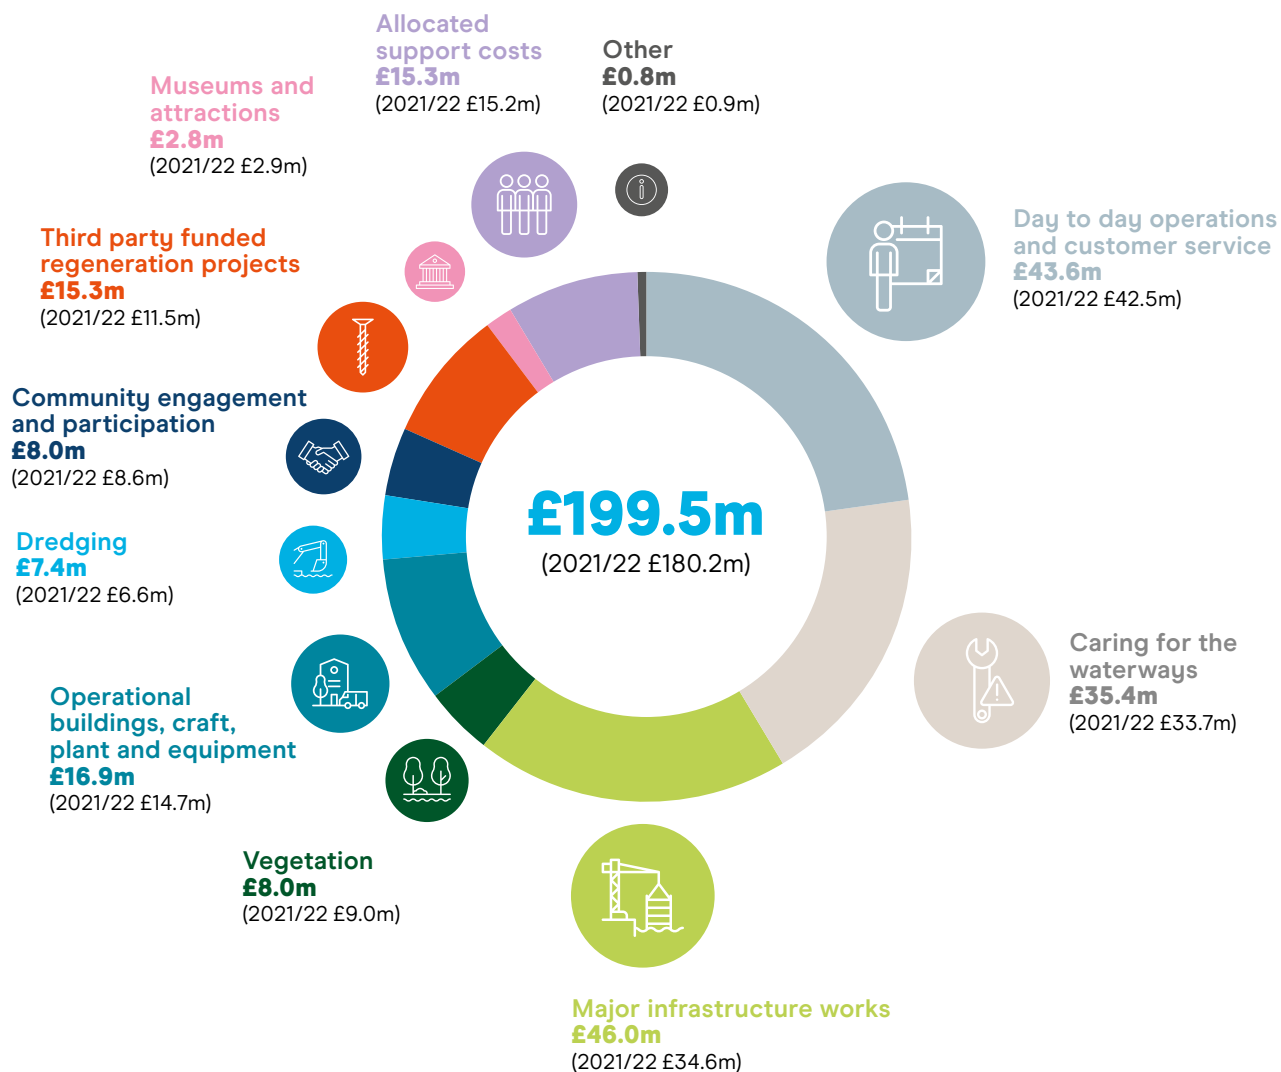 Allocated
support costs
£15.3m
(2021/22 £15.2m)
Other
£0.8m
(2021/22 £0.9m)
Museums and
attractions
£2.8m
(2021/22 £2.9m)
Day to day operations
and customer service
£43.6m
(2021/22 £42.5m)
Third party funded
regeneration projects
£15.3m
(2021/22 £11.5m)
Community engagement
and participation
£8.0m
(2021/22 £8.6m)
£199.5m
(2021/22 £180.2m)
Dredging
£7.4m
(2021/22 £6.6m)
Caring for the
waterways
£35.4m
(2021/22 £33.7m)
Operational
buildings, craft,
plant and equipment
£16.9m
(2021/22 £14.7m)
Vegetation
£8.0m
(2021/22 £9.0m)
Major infrastructure works
£46.0m
(2021/22 £34.6m)